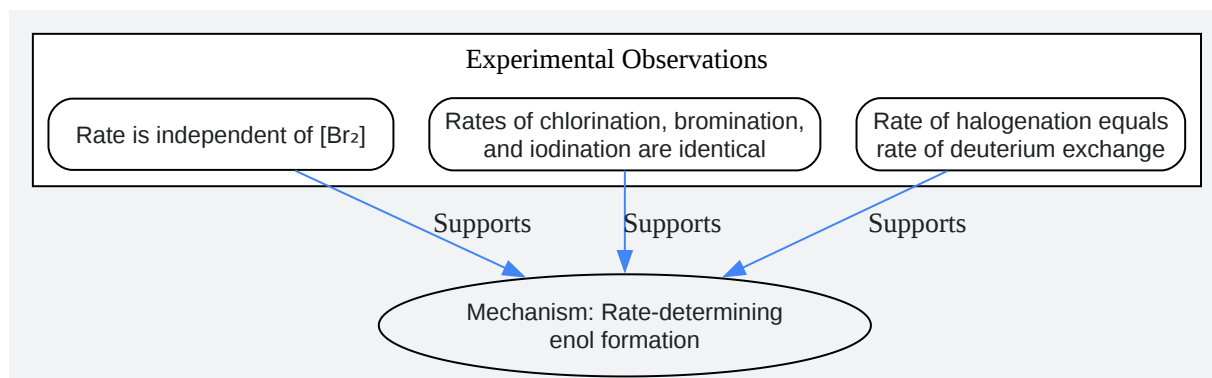 Experimental Observations
Rate is independent of [Br₂]
Rates of chlorination, bromination,
and iodination are identical
Rate of halogenation equals
rate of deuterium exchange
Supports
Supports
Supports
Mechanism: Rate-determining
enol formation